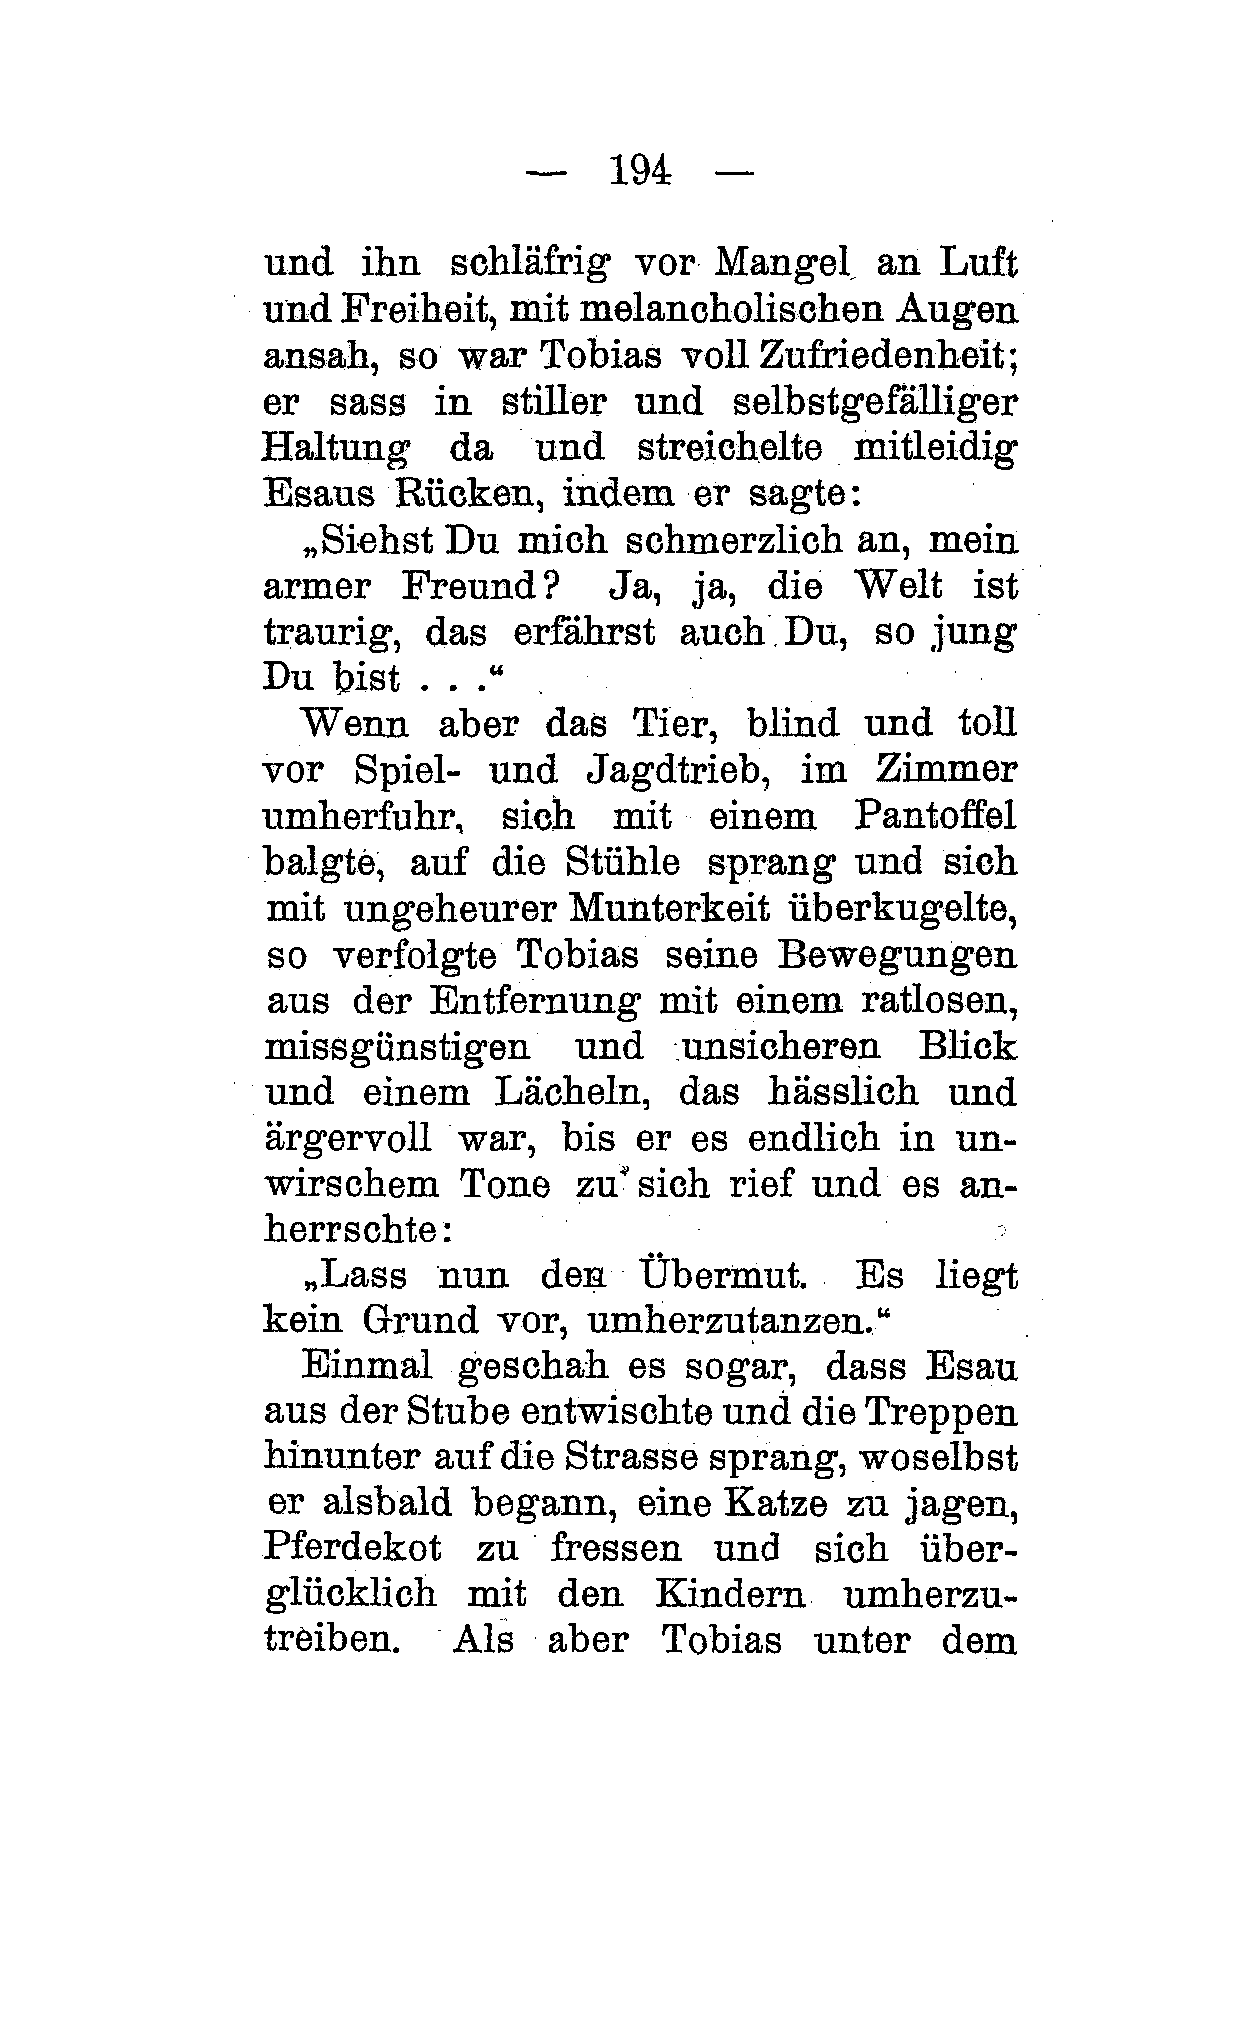 — 194 —
und ihn schläfrig vor Mangel an Luft
und Freiheit, mit melancholischen Augen
ansah, so war Tobias voll Zufriedenheit;
er sass in stiller und selbstgefälliger
Haltung da und streichelte mitleidig
Esaus Rücken, indem er sagte:
„Siehst Du mich schmerzlich an, mein
armer Freund? Ja, ja, die Welt ist
traurig, das erfährst auch Du, so jung
Du bist . . .“
Wenn aber das Tier, blind und toll
vor Spiel- und Jagdtrieb, im Zimmer
umherfuhr, sich mit einem Pantoffel
balgte, auf die Stühle sprang und sich
mit ungeheurer Munterkeit überkugelte,
so verfolgte Tobias seine Bewegungen
aus der Entfernung mit einem ratlosen,
missgünstigen und unsicheren Blick
und einem Lächeln, das hässlich und
ärgervoll war, bis er es endlich in un-
wirschem Tone zu sich rief und es an-
herrschte:
„Lass nun den Übermut. Es liegt
kein Grund vor, umherzutanzen.“
Einmal geschah es sogar, dass Esau
aus der Stube entwischte und die Treppen
hinunter auf die Strasse sprang, woselbst
er alsbald begann, eine Katze zu jagen,
Pferdekot zu fressen und sich über-
glücklich mit den Kindern umherzu-
treiben. Als aber Tobias unter dem